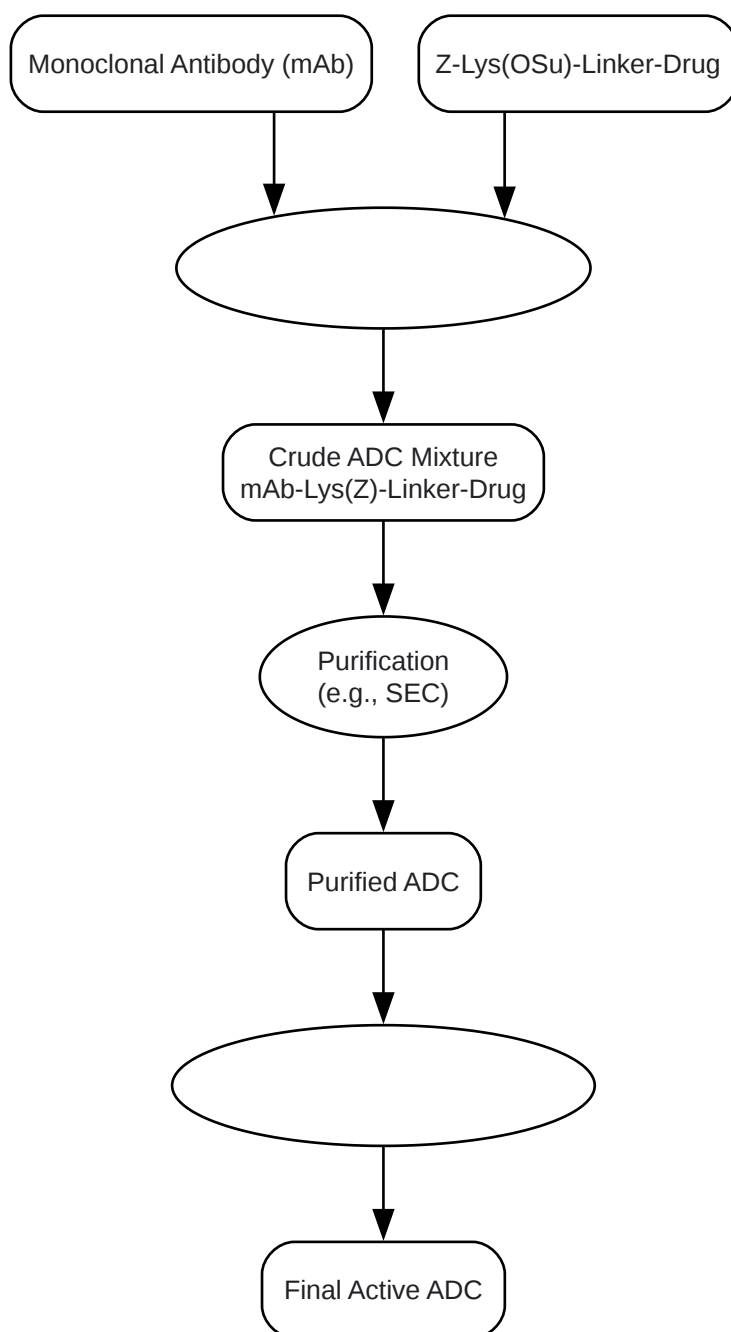 Monoclonal Antibody (mAb)
Z-Lys(OSu)-Linker-Drug
Crude ADC Mixture
mAb-Lys(Z)-Linker-Drug
Purification
(e.g., SEC)
Purified ADC
Final Active ADC